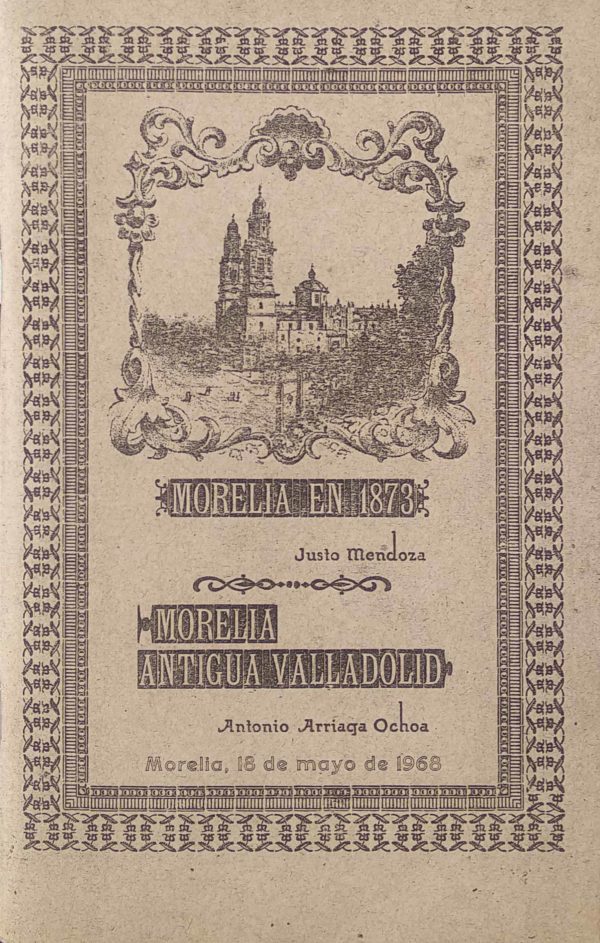 MORELIA EN 1873
Justo Mendoza
MORELIA
ANTIGUA VALLADOLID
Antonio Arriaga Ochoa
Morelia, 18 de mayo de 1968